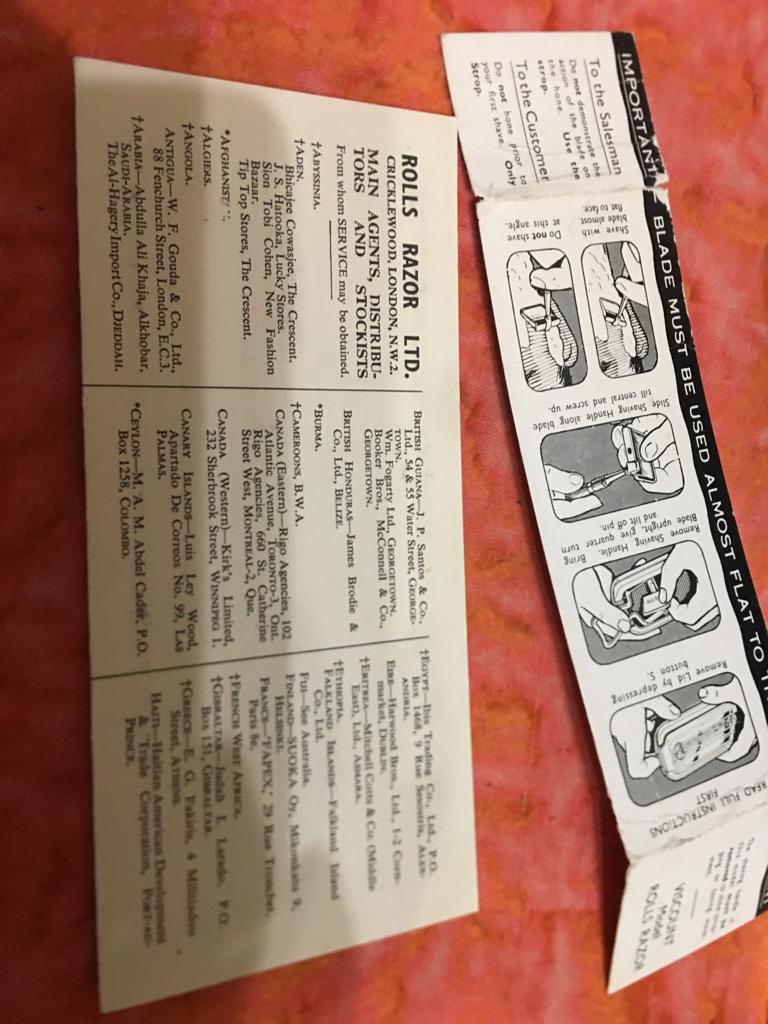 ROLLS RAZOR LTD.
CRICKLEWOOD, LONDON, N.W.2.
MAIN AGENTS, DISTRIBU-
TORS AND STOCKISTS
From whom SERVICE may be obtained.
†ABYSSINIA.
†ADEN.
Bhicajee Cowasjee, The Crescent.
J. S. Hatooka, Lucky Stores.
Sion Tobi Cohen, New Fashion
Bazaar.
Tip Top Stores, The Crescent.
*AFGHANIST
†ALGIERS.
†ANGOLA.
ANTIGUA—W. F. Gouda & Co., Ltd.,
88 Fenchurch Street, London, E.C.3.
†ARABIA—Abdulla Ali Khaja, Alkhobar,
SAUDI-ARABIA.
The Al-Hagery Import Co., DJEDDAH.
BRITISH GUIANA—J. P. Santos & Co.,
Ltd., 54 & 55 Water Street, GEORGE-
TOWN.
Wm. Fogarty Ltd., GEORGETOWN.
Booker Bros., McConnell & Co.,
GEORGETOWN.
BRITISH HONDURAS—James Brodie &
Co., Ltd., BELIZE.
*BURMA.
†CAMEROONS, B.W.A.
CANADA (Eastern)—Rigo Agencies, 102
Atlantic Avenue, TORONTO-3, Ont.
Rigo Agencies, 660 St. Catherine
Street West, MONTREAL-2, Que.
CANADA (Western)—Kirk's Limited,
232 Sherbrook Street, WINNIPEG 1.
CANARY ISLANDS—Luis Ley Wood,
Apartado De Correos No. 99, LAS
PALMAS.
*CEYLON—M. A. M. Abdel Cader, P.O.
Box 1258, COLOMBO.
†EGYPT—Ibis Trading Co., Ltd., P.O.
Box 1468, 9 Rue Sesostris, ALEX-
ANDRIA.
EIRE—Harwood Bros., Ltd., 1-2 Corn-
market, DUBLIN.
†ERITREA—Mitchell Cotts & Co. (Middle
East), Ltd., ASMARA.
†ETHIOPIA.
FALKLAND ISLANDS—Falkland Island
Co., Ltd.
FIJI—See Australia.
FINLAND—SUOKA Oy, Mikonkatu 9,
HELSINKI.
FRANCE—'FAPEX,' 29 Rue Tronchet,
Paris 8e.
†FRENCH WEST AFRICA.
†GIBRALTAR—Judah I. Laredo, P.O.
Box 151, GIBRALTAR.
†GREECE—E. G. Fakiris, 4 Miltiadou
Street, ATHENS.
HAITI—Haitian American Development
& Trade Corporation, PORT-AU-
PRINCE.
IMPORTANT!
BLADE MUST BE USED ALMOST FLAT TO T
To the Salesman
Do not demonstrate the
action of the blade on
the hone. Use the
strop.
To the Customer
Do not hone prior to
your first shave. Only
Strop.
READ FULL INSTRUCTIONS
FIRST
Remove Lid by depressing
button S.
Remove Shaving Handle. Bring
Blade upright, give quarter turn
and lift off pin.
Slide Shaving Handle along blade
till central and screw up.
Shave with
blade almost
flat to face.
Do not shave
at this angle.
VISCOUNT
Model
ROLLS RAZOR